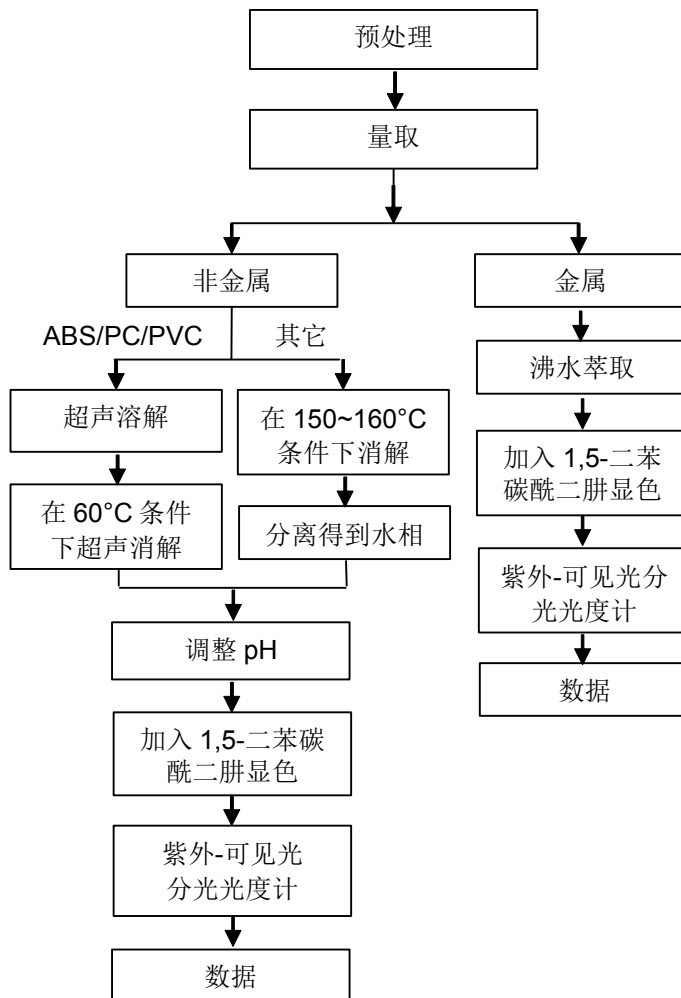 预处理
量取
非金属
金属
ABS/PC/PVC
其它
超声溶解
在 60°C 条件
下超声消解
在 150~160°C
条件下消解
分离得到水相
调整 pH
加入 1,5-二苯碳
酰二肼显色
紫外-可见光
分光光度计
数据
沸水萃取
加入 1,5-二苯
碳酰二肼显色
紫外-可见光分
光光度计
数据